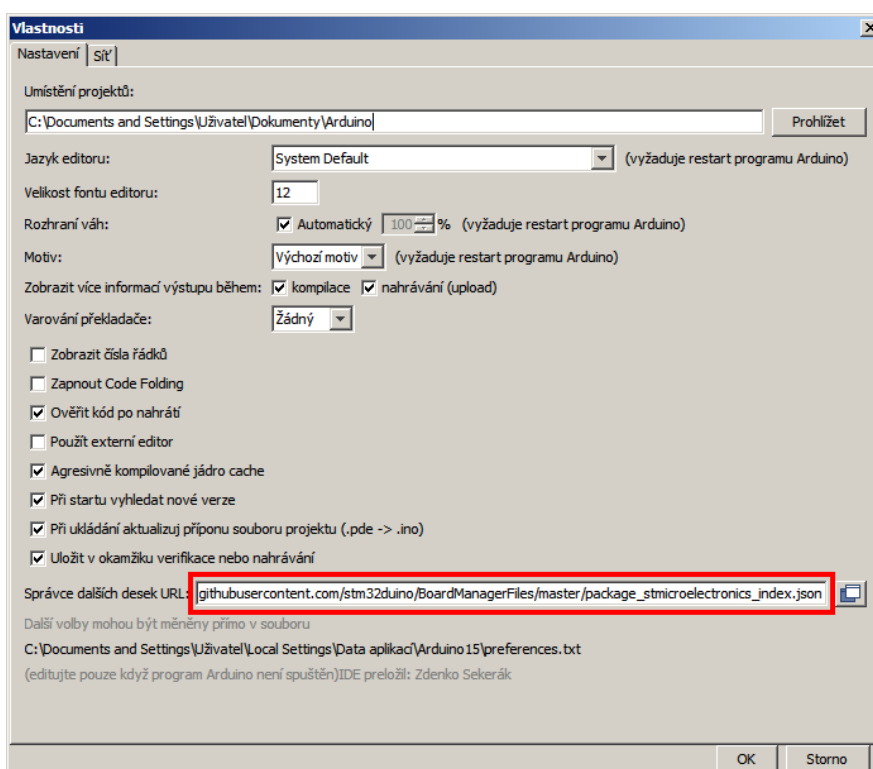 Vlastnosti
Nastavení Síť
Umístění projektů:
C:\Documents and Settings\Uživatel\Dokumenty\Arduino Prohlížet
Jazyk editoru: System Default (vyžaduje restart programu Arduino)
Velikost fontu editoru: 12
Rozhraní váh: Automatický 100 % (vyžaduje restart programu Arduino)
Motiv: Výchozí motiv (vyžaduje restart programu Arduino)
Zobrazit více informací výstupu během: kompilace nahrávání (upload)
Varování překladače: Žádný
Zobrazit čísla řádků
Zapnout Code Folding
Ověřit kód po nahrátí
Použít externí editor
Agresivně kompilované jádro cache
Při startu vyhledat nové verze
Při ukládání aktualizuj příponu souboru projektu (.pde -> .ino)
Uložit v okamžiku verifikace nebo nahrávání
Správce dalších desek URL: githubusercontent.com/stm32duino/BoardManagerFiles/master/package_stmicroelectronics_index.json
Další volby mohou být měněny přímo v souboru
C:\Documents and Settings\Uživatel\Local Settings\Data aplikací\Arduino15\preferences.txt
(editujte pouze když program Arduino není spuštěn)IDE preložil: Zdenko Sekerák
OK Storno